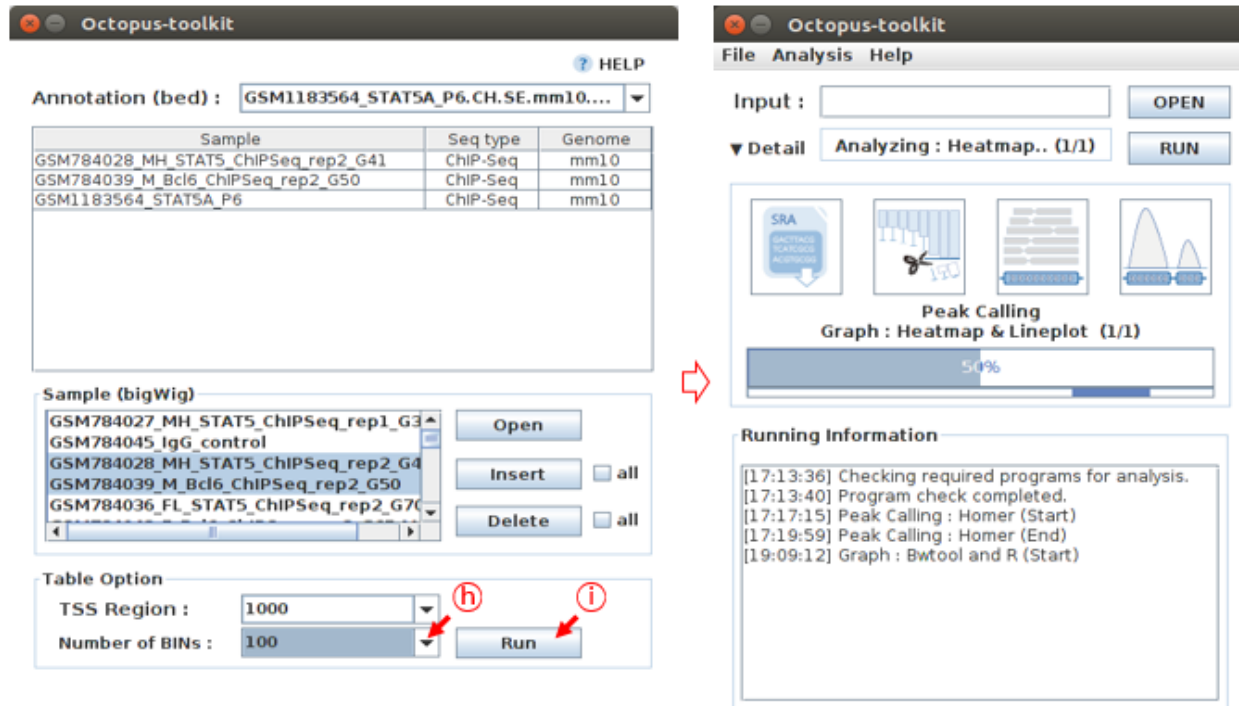 Octopus-toolkit
? HELP
Annotation (bed) : GSM1183564_STAT5A_P6.CH.SE.mm10....
Sample Seq type Genome
GSM784028_MH_STAT5_ChIPSeq_rep2_G41 ChIP-Seq mm10
GSM784039_M_Bcl6_ChIPSeq_rep2_G50 ChIP-Seq mm10
GSM1183564_STAT5A_P6 ChIP-Seq mm10
Sample (bigWig)
GSM784027_MH_STAT5_ChIPSeq_rep1_G3
GSM784045_IgG_control
GSM784028_MH_STAT5_ChIPSeq_rep2_G4
GSM784039_M_Bcl6_ChIPSeq_rep2_G50
GSM784036_FL_STAT5_ChIPSeq_rep2_G70
Open
Insert all
Delete all
Table Option
TSS Region : 1000
Number of BINs : 100
Run
h
i
Octopus-toolkit
File Analysis Help
Input : OPEN
▼ Detail Analyzing : Heatmap.. (1/1) RUN
SRA
GACTTACG
TCATCGCG
ACGTGCGG
Peak Calling
Graph : Heatmap & Lineplot (1/1)
50%
Running Information
[17:13:36] Checking required programs for analysis.
[17:13:40] Program check completed.
[17:17:15] Peak Calling : Homer (Start)
[17:19:59] Peak Calling : Homer (End)
[19:09:12] Graph : Bwtool and R (Start)